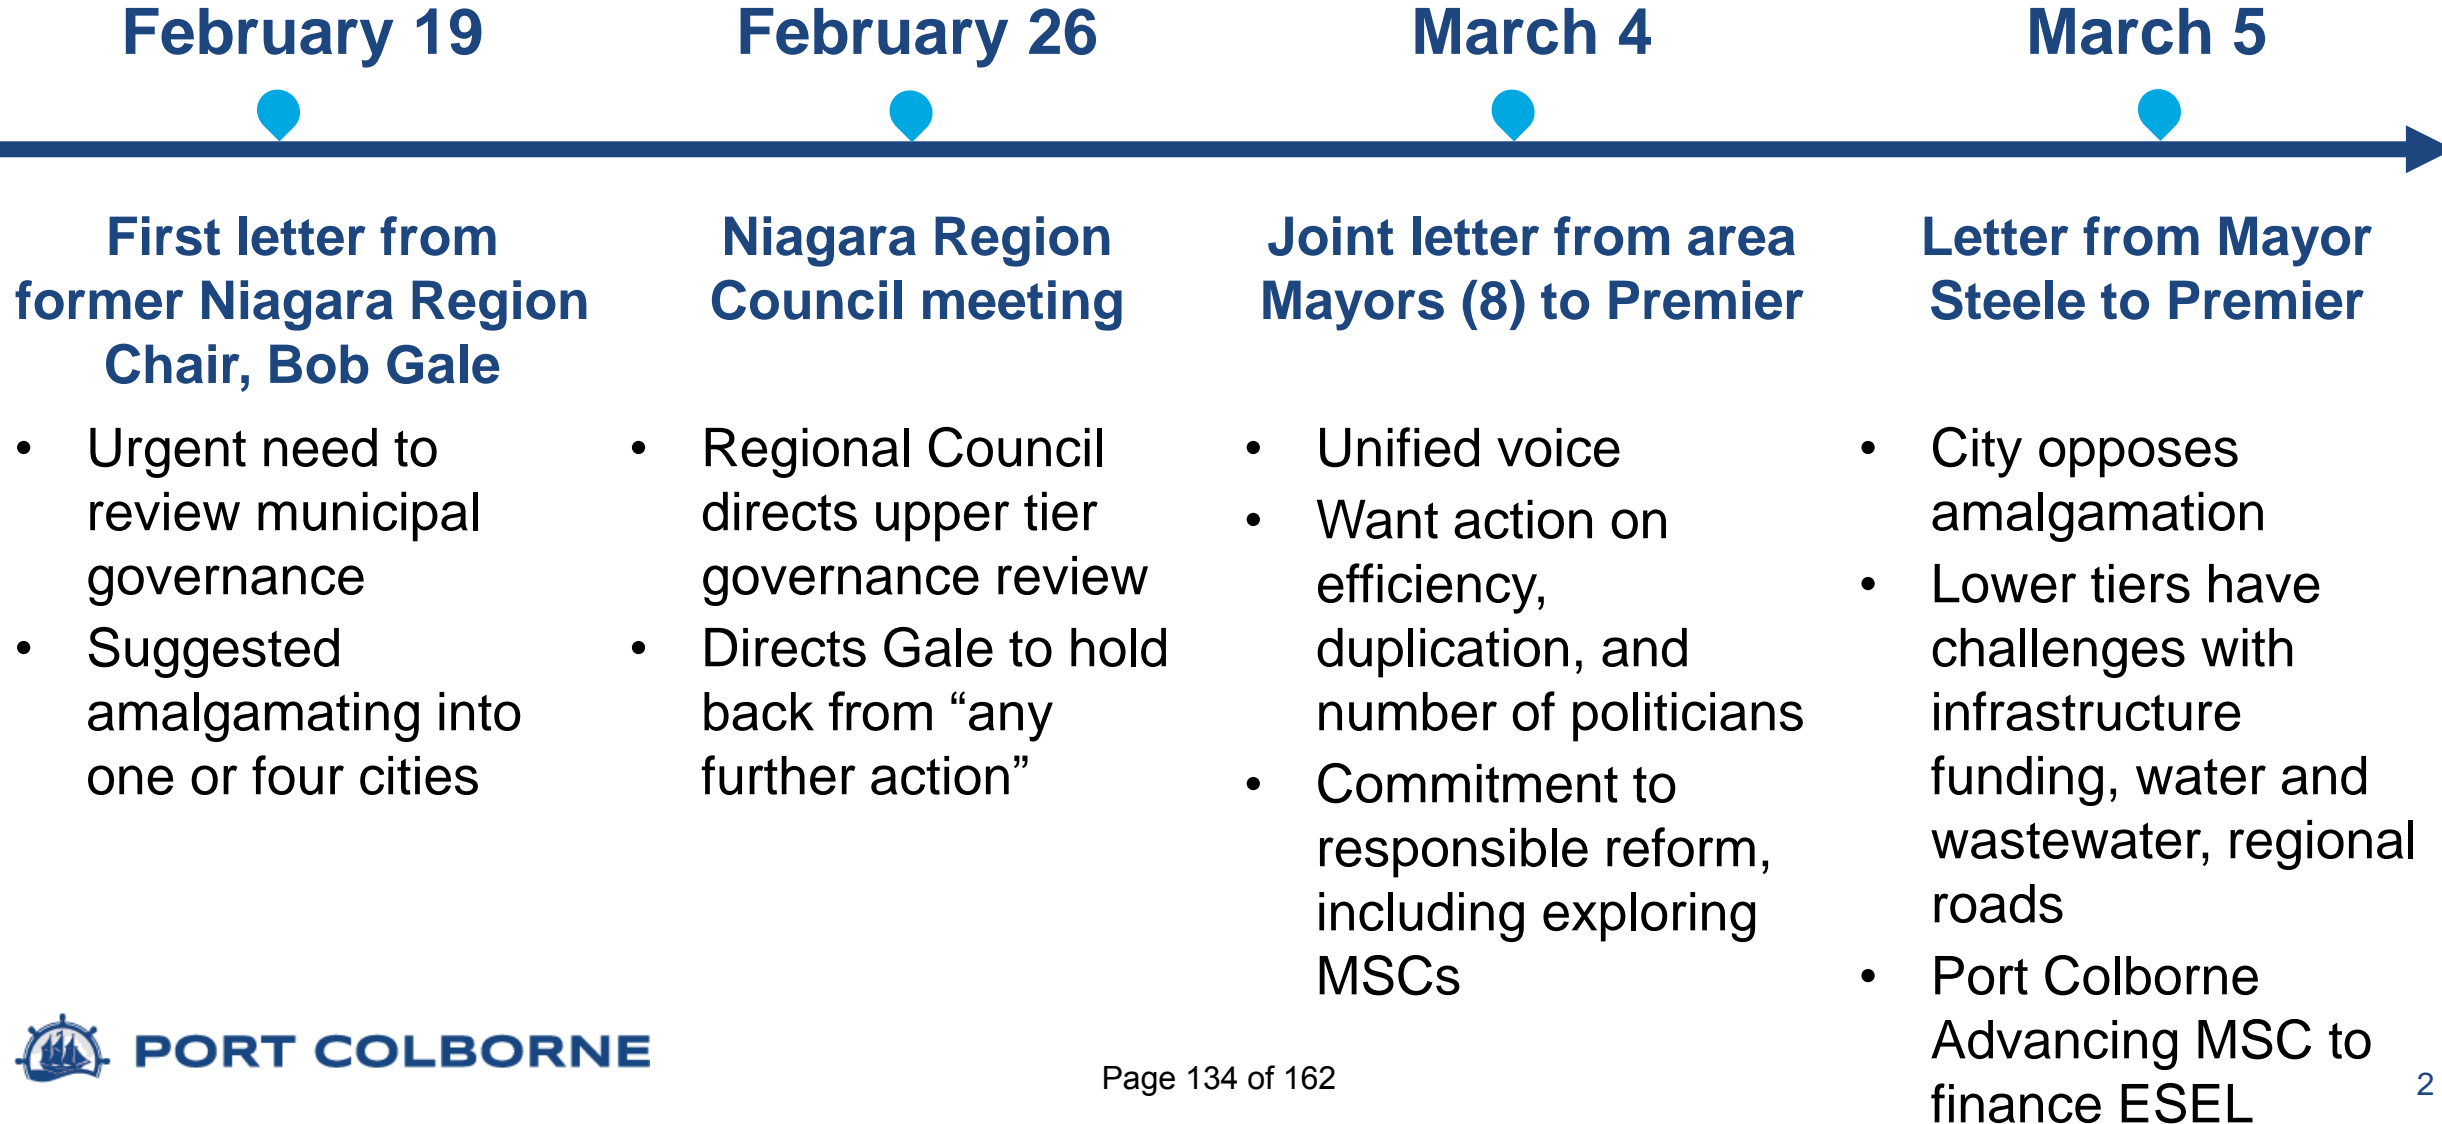 February 19
First letter from
former Niagara Region
Chair, Bob Gale
• Urgent need to
review municipal
governance
• Suggested
amalgamating into
one or four cities
February 26
Niagara Region
Council meeting
• Regional Council
directs upper tier
governance review
• Directs Gale to hold
back from “any
further action”
March 4
Joint letter from area
Mayors (8) to Premier
• Unified voice
• Want action on
efficiency,
duplication, and
number of politicians
• Commitment to
responsible reform,
including exploring
MSCs
March 5
Letter from Mayor
Steele to Premier
• City opposes
amalgamation
• Lower tiers have
challenges with
infrastructure
funding, water and
wastewater, regional
roads
• Port Colborne
Advancing MSC to
finance ESEL
PORT COLBORNE
Page 134 of 162
2